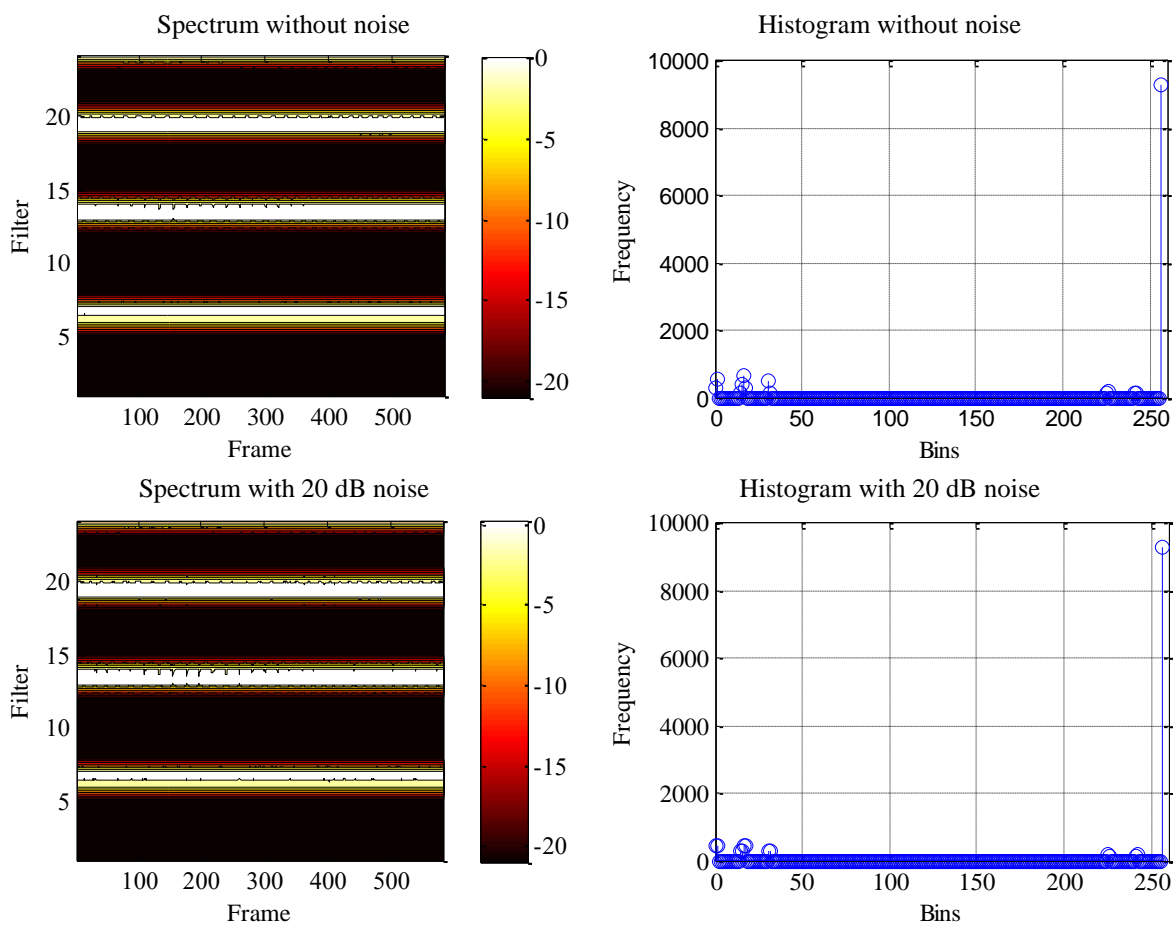 Spectrum without noise
Filter
20
15
10
5
100 200 300 400 500
Frame
0
-5
-10
-15
-20
Histogram without noise
Frequency
10000
8000
6000
4000
2000
0
0 50 100 150 200 250
Bins
Spectrum with 20 dB noise
Filter
20
15
10
5
100 200 300 400 500
Frame
0
-5
-10
-15
-20
Histogram with 20 dB noise
Frequency
10000
8000
6000
4000
2000
0
0 50 100 150 200 250
Bins